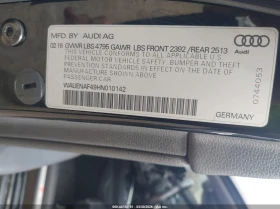 MFD BY: AUDI AG
02.16 GVWR LBS 4795 GAWR LBS FRONT 2392 /REAR 2513
THIS VEHICLE CONFORMS TO ALL APPLICABLE U.S.
FEDERAL MOTOR VEHICLE SAFETY, BUMPER, AND THEFT
PREVENTION STANDARDS IN EFFECT ON THE DATE OF
MANUFACTURE SHOWN ABOVE.
PASSENGER CAR
WAUENAF49HN010142
Audi
0744053
GERMANY